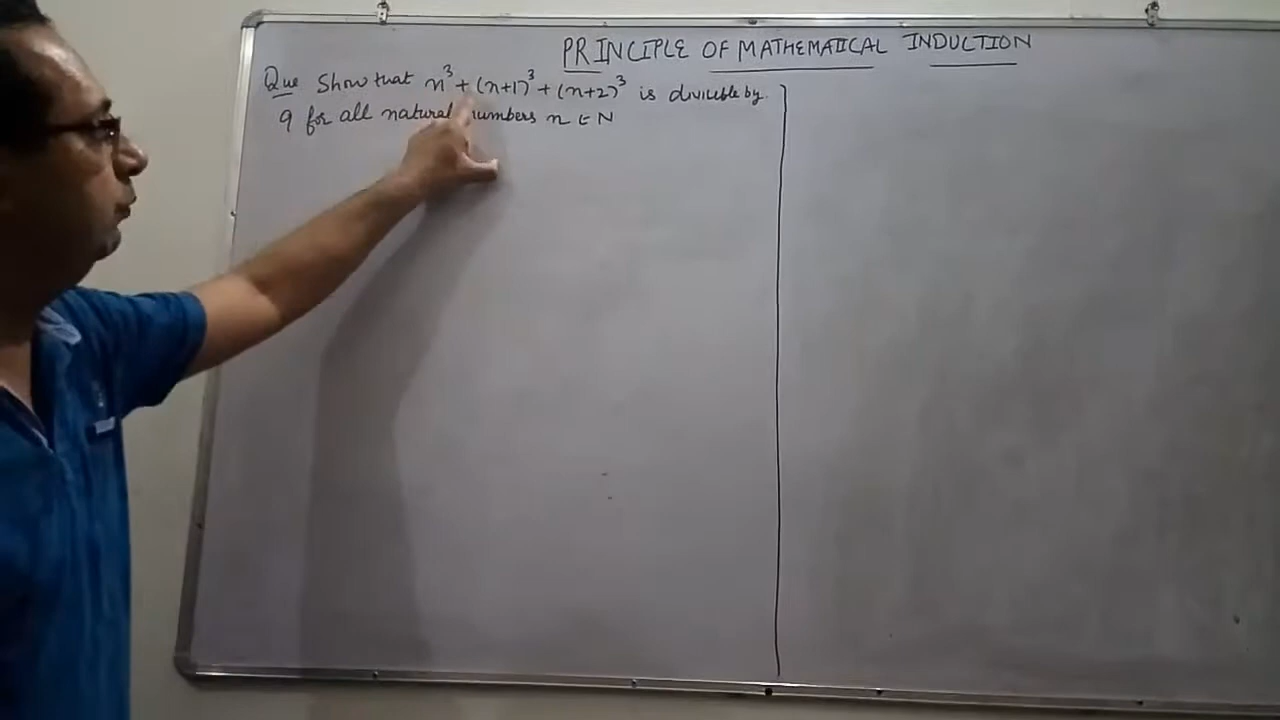 PRINCIPLE OF MATHEMATICAL INDUCTION
Que Show that n³ + (n+1)³ + (n+2)³ is divisible by
9 for all natural numbers n ∈ N